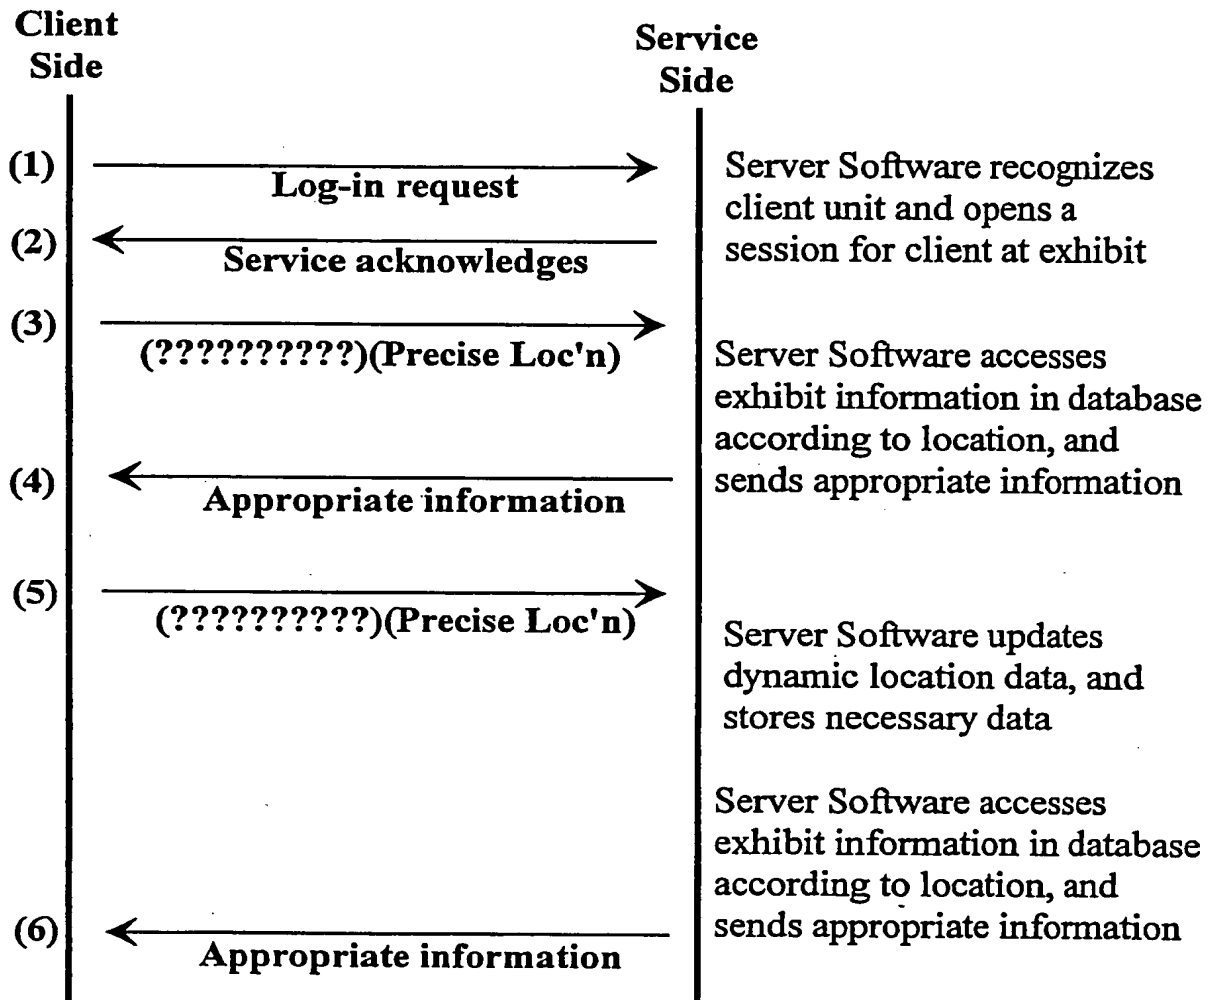 Client
Side
Service
Side
(1)
Log-in request
Server Software recognizes
client unit and opens a
session for client at exhibit
(2)
Service acknowledges
(3)
(??????????)(Precise Loc'n)
Server Software accesses
exhibit information in database
according to location, and
sends appropriate information
(4)
Appropriate information
(5)
(??????????)(Precise Loc'n)
Server Software updates
dynamic location data, and
stores necessary data
Server Software accesses
exhibit information in database
according to location, and
sends appropriate information
(6)
Appropriate information